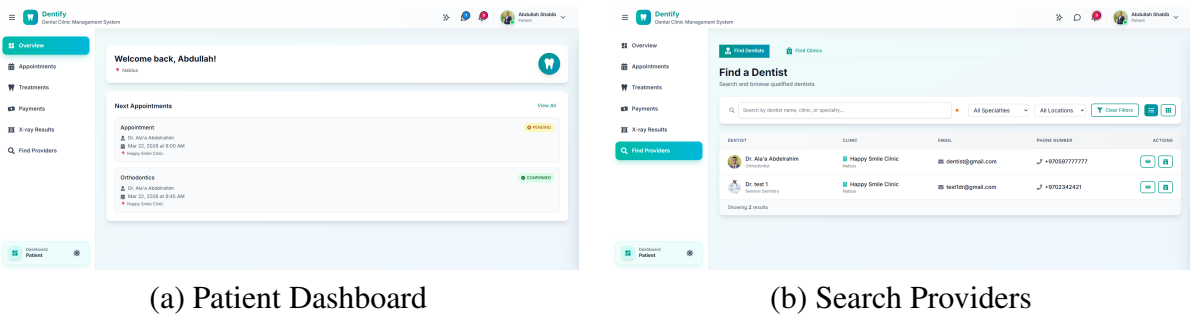 Dentify
Dental Clinic Management System
Abdullah Shabib
Patient
Overview
Appointments
Treatments
Payments
X-ray Results
Find Providers
Welcome back, Abdullah!
Nablus
Next Appointments
View All
Appointment
PENDING
Dr. Ala'a Abdelrahim
Mar 22, 2026 at 9:00 AM
Happy Smile Clinic
Orthodontics
CONFIRMED
Dr. Ala'a Abdelrahim
Mar 22, 2026 at 9:45 AM
Happy Smile Clinic
Dashboard
Patient
(a) Patient Dashboard
Dentify
Dental Clinic Management System
Abdullah Shabib
Patient
Overview
Appointments
Treatments
Payments
X-ray Results
Find Providers
Find Dentists
Find Clinics
Find a Dentist
Search and browse qualified dentists
Search by dentist name, clinic, or specialty...
All Specialties
All Locations
Clear Filters
DENTIST CLINIC EMAIL PHONE NUMBER ACTIONS
Dr. Ala'a Abdelrahim Happy Smile Clinic dentist@gmail.com +970597777777
Orthodontist Nablus
Dr. test 1 Happy Smile Clinic test1dr@gmail.com +9702342421
General Dentistry Nablus
Showing 2 results
Dashboard
Patient
(b) Search Providers